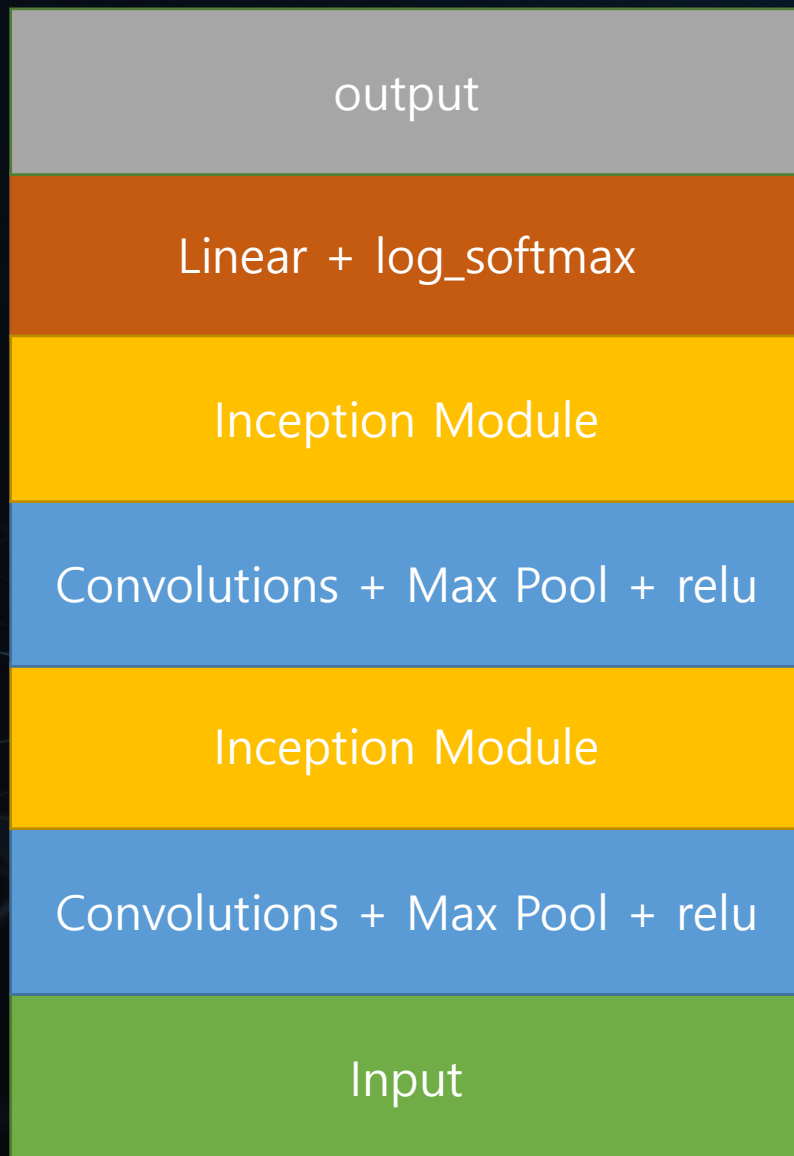 output
Linear + log_softmax
Inception Module
Convolutions + Max Pool + relu
Inception Module
Convolutions + Max Pool + relu
Input